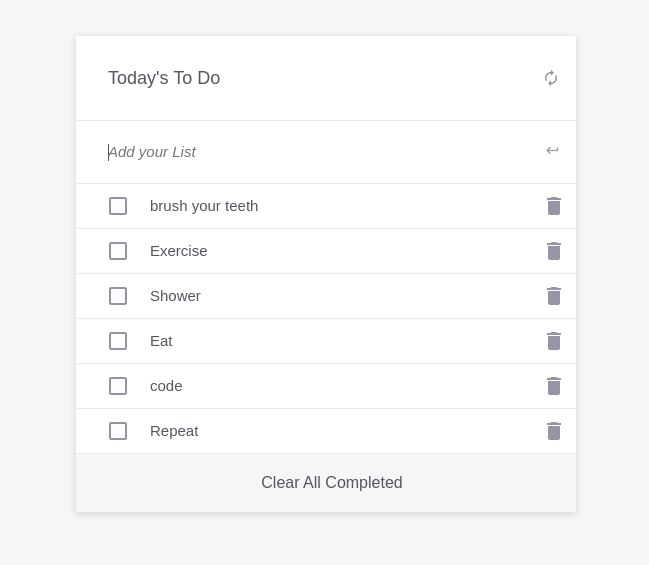 Today's To Do
Add your List
brush your teeth
Exercise
Shower
Eat
code
Repeat
Clear All Completed